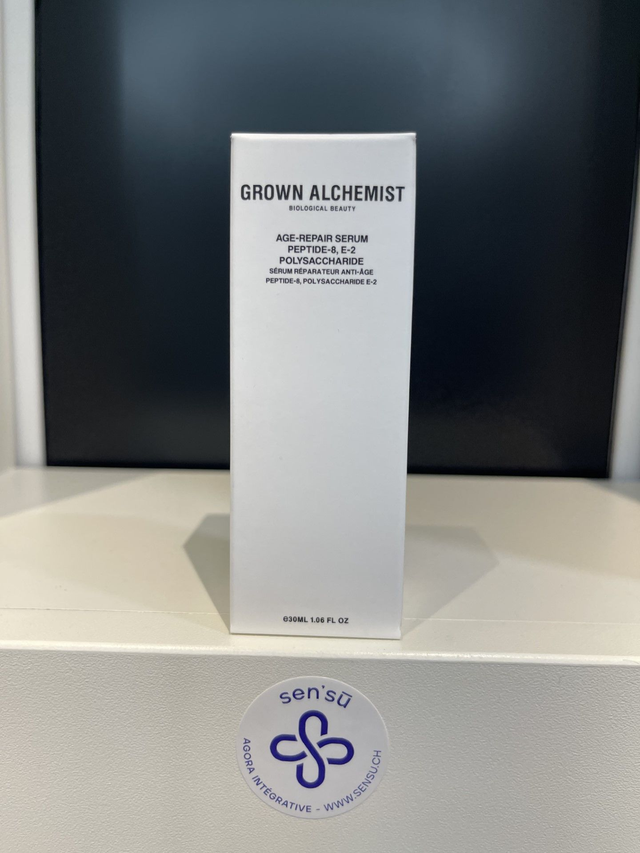 GROWN ALCHEMIST
BIOLOGICAL BEAUTY
AGE-REPAIR SERUM
PEPTIDE-8, E-2
POLYSACCHARIDE
SÉRUM RÉPARATEUR ANTI-ÂGE
PEPTIDE-8, POLYSACCHARIDE E-2
℮30ML 1.06 FL OZ
sen'sū
AGORA INTÉGRATIVE - WWW.SENSU.CH